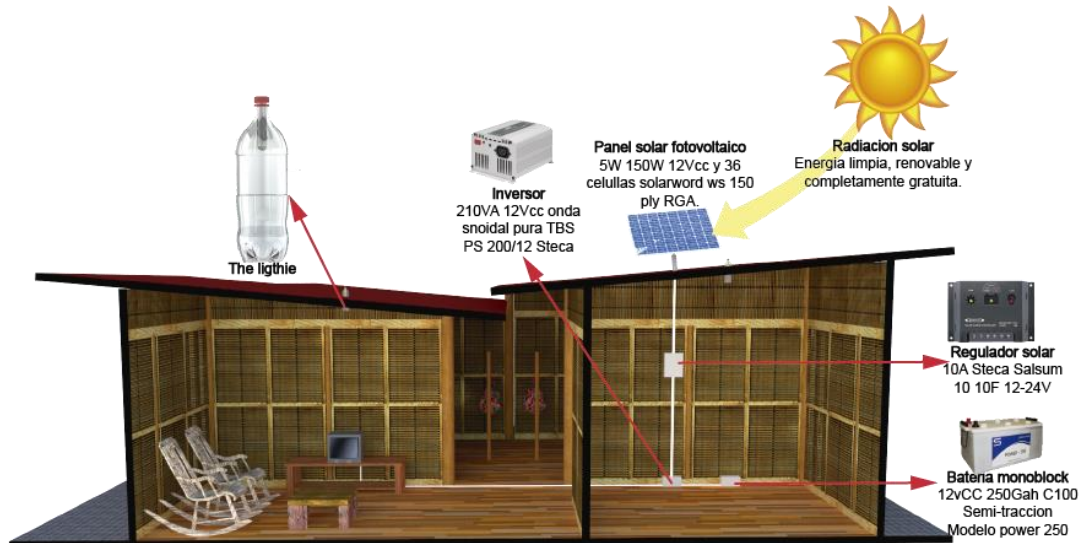 The ligthie
Inversor
210VA 12Vcc onda
snoidal pura TBS
PS 200/12 Steca
Panel solar fotovoltaico
5W 150W 12Vcc y 36
celullas solarword ws 150
ply RGA.
Radiacion solar
Energía limpia, renovable y
completamente gratuita.
Regulador solar
10A Steca Salsum
10 10F 12-24V
Bateria monoblock
12vCC 250Gah C100
Semi-traccion
Modelo power 250